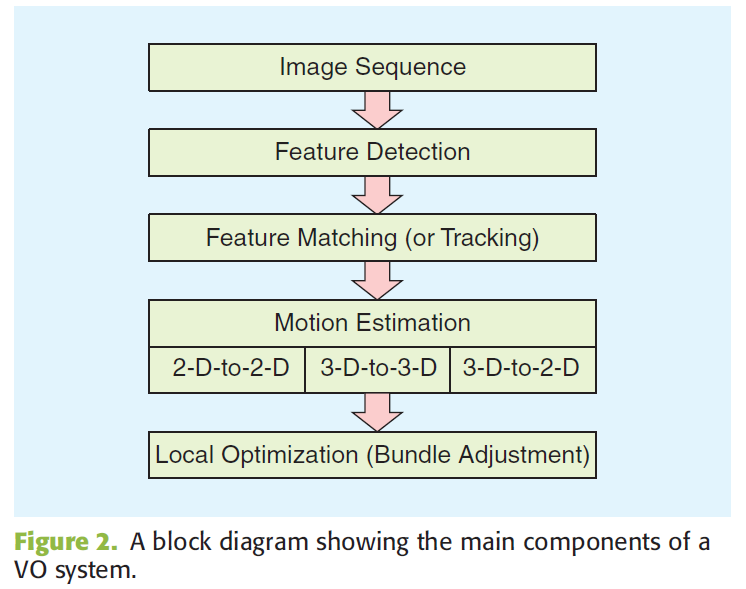 Image Sequence
Feature Detection
Feature Matching (or Tracking)
Motion Estimation
2-D-to-2-D 3-D-to-3-D 3-D-to-2-D
Local Optimization (Bundle Adjustment)
Figure 2. A block diagram showing the main components of a
VO system.